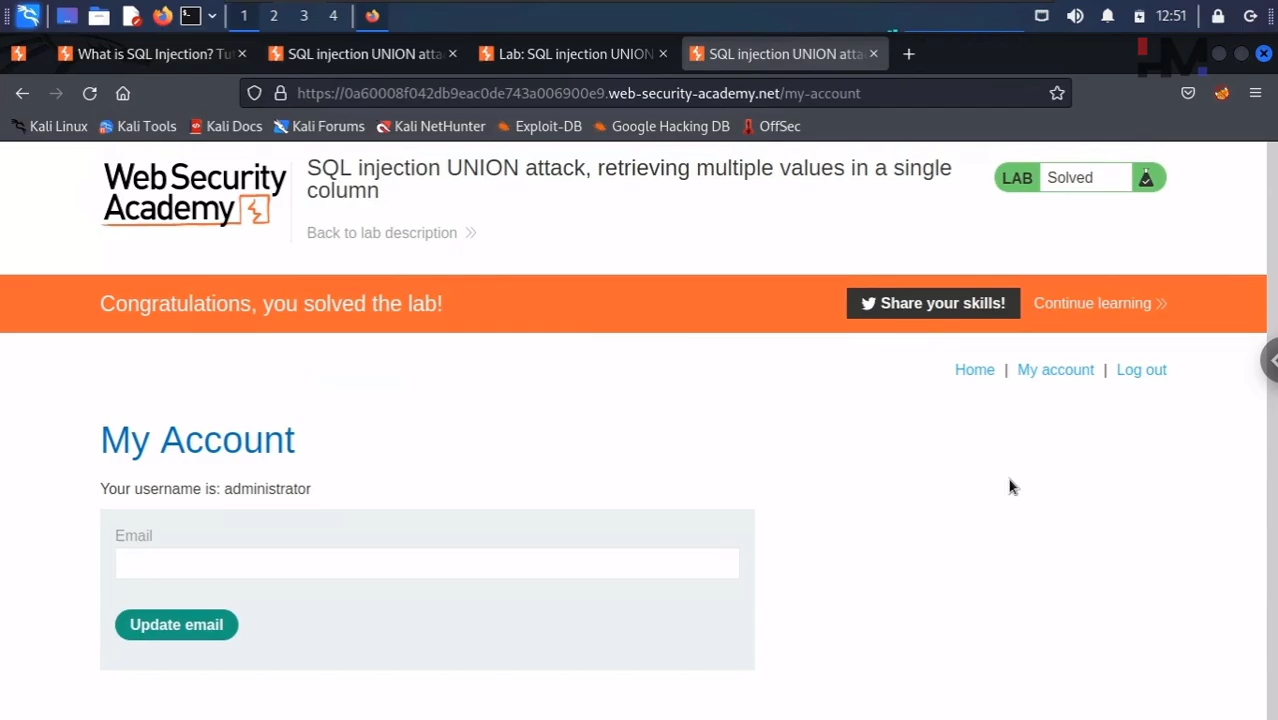 1 2 3 4 12:51
What is SQL Injection? Tut
SQL injection UNION atta
Lab: SQL injection UNION
SQL injection UNION atta
HM
https://0a60008f042db9eac0de743a006900e9.web-security-academy.net/my-account
Kali Linux Kali Tools Kali Docs Kali Forums Kali NetHunter Exploit-DB Google Hacking DB OffSec
Web Security
Academy
SQL injection UNION attack, retrieving multiple values in a single
column
Back to lab description
LAB Solved
Congratulations, you solved the lab!
Share your skills!
Continue learning
Home | My account | Log out
My Account
Your username is: administrator
Email
Update email